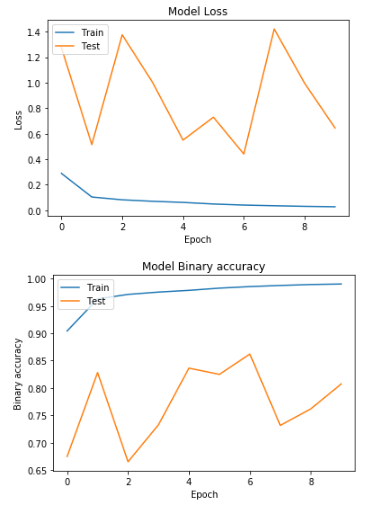 Model Loss
1.4
1.2
1.0
0.8
0.6
0.4
0.2
0.0
Train
Test
Loss
0 2 4 6 8
Epoch
Model Binary accuracy
1.00
0.95
0.90
0.85
0.80
0.75
0.70
0.65
Train
Test
Binary accuracy
0 2 4 6 8
Epoch